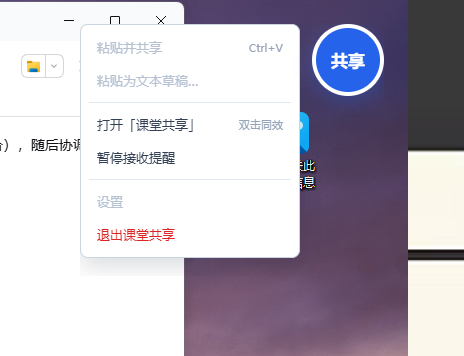 粘贴并共享 Ctrl+V
共享
粘贴为文本草稿...
打开「课堂共享」 双击同效
），随后协调
暂停接收提醒
此
信息
设置
退出课堂共享